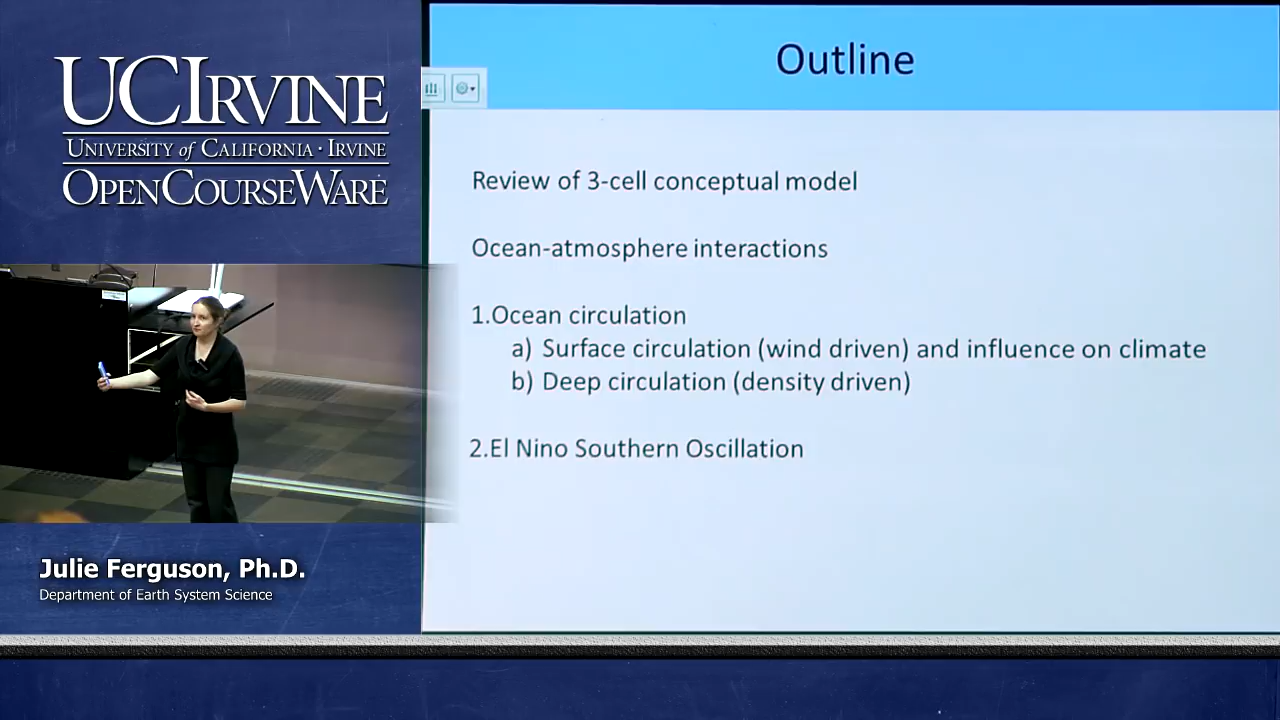 UCIRVINE
UNIVERSITY of CALIFORNIA · IRVINE
OPENCOURSEWARE
Julie Ferguson, Ph.D.
Department of Earth System Science
Outline
Review of 3-cell conceptual model
Ocean-atmosphere interactions
1.Ocean circulation
a) Surface circulation (wind driven) and influence on climate
b) Deep circulation (density driven)
2.El Nino Southern Oscillation